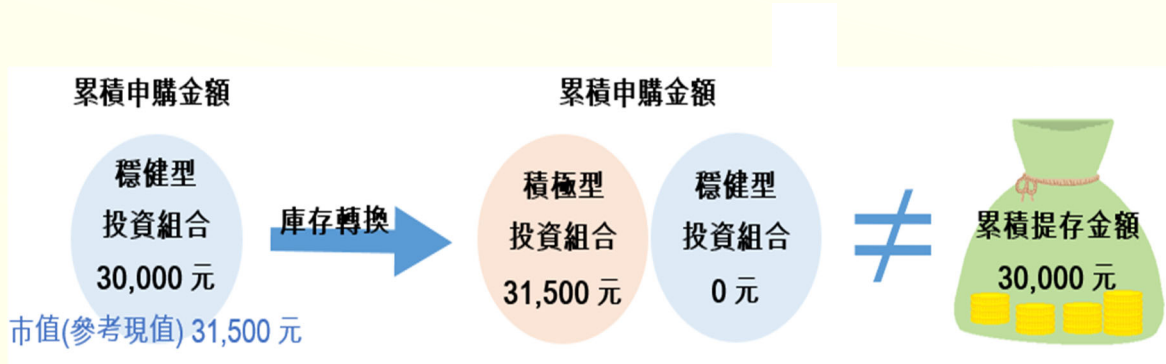 累積申購金額
穩健型
投資組合
30,000 元
市值(參考現值) 31,500 元
庫存轉換
累積申購金額
積極型
投資組合
31,500 元
穩健型
投資組合
0 元
≠
累積提存金額
30,000 元